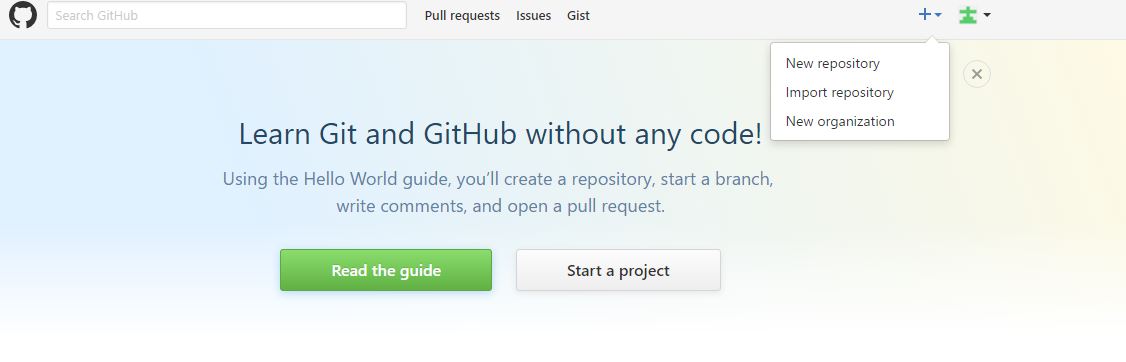 Search GitHub
Pull requests
Issues
Gist
New repository
Import repository
New organization
Learn Git and GitHub without any code!
Using the Hello World guide, you’ll create a repository, start a branch,
write comments, and open a pull request.
Read the guide
Start a project